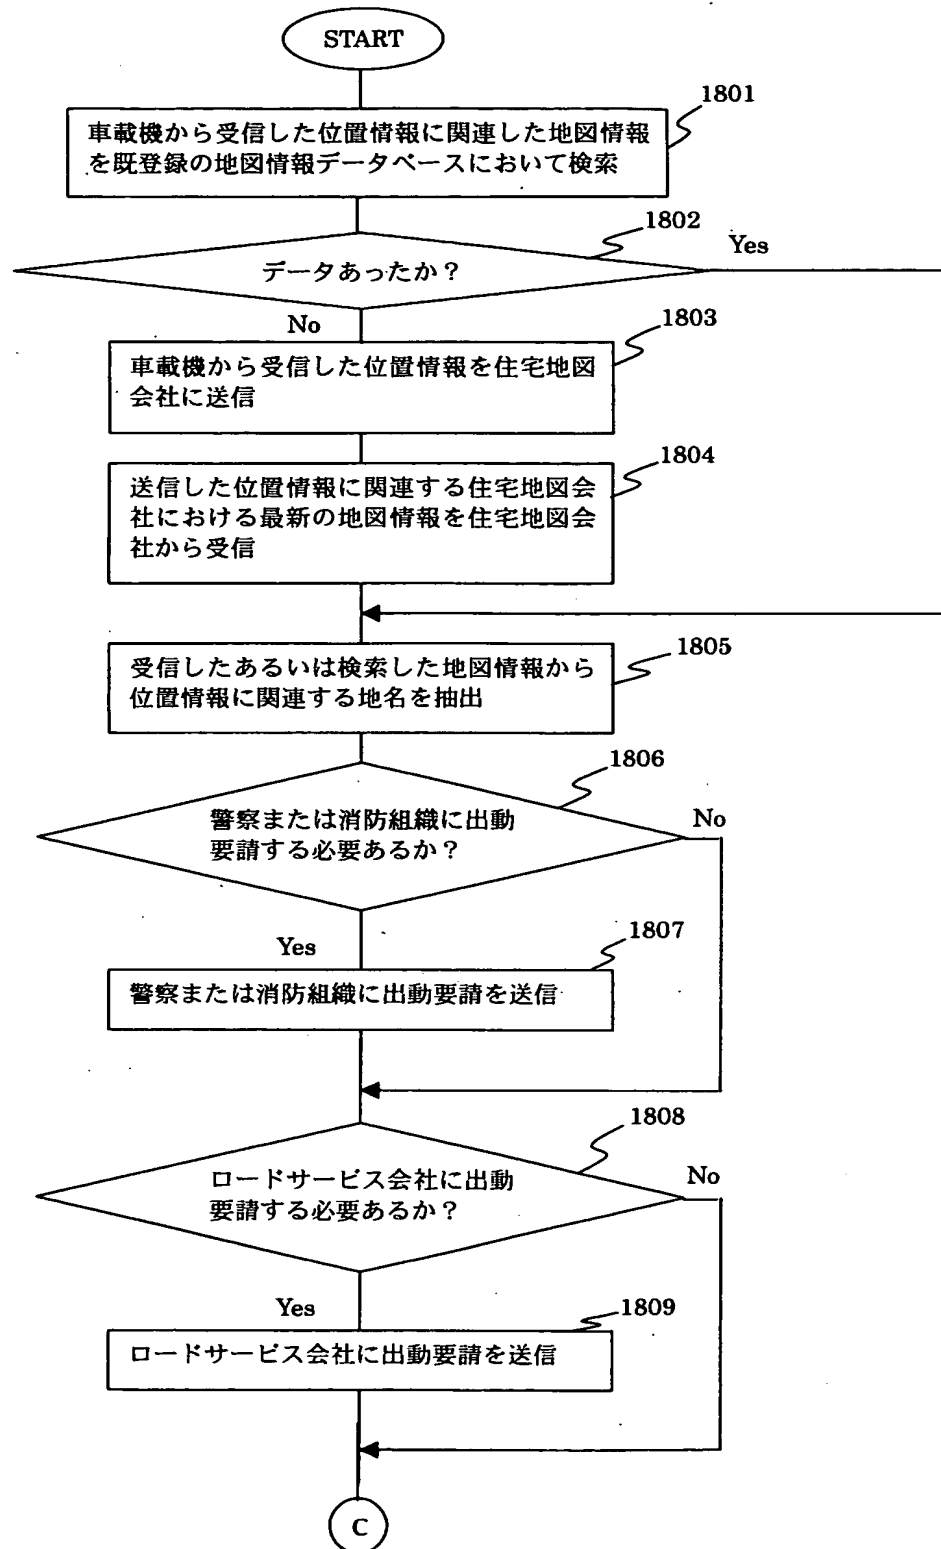 START
1801
車載機から受信した位置情報に関連した地図情報
を既登録の地図情報データベースにおいて検索
1802
データあったか？
Yes
No
1803
車載機から受信した位置情報を住宅地図
会社に送信
1804
送信した位置情報に関連する住宅地図会
社における最新の地図情報を住宅地図会
社から受信
1805
受信したあるいは検索した地図情報から
位置情報に関連する地名を抽出
1806
警察または消防組織に出動
要請する必要あるか？
No
Yes
1807
警察または消防組織に出動要請を送信
1808
ロードサービス会社に出動
要請する必要あるか？
No
Yes
1809
ロードサービス会社に出動要請を送信
C